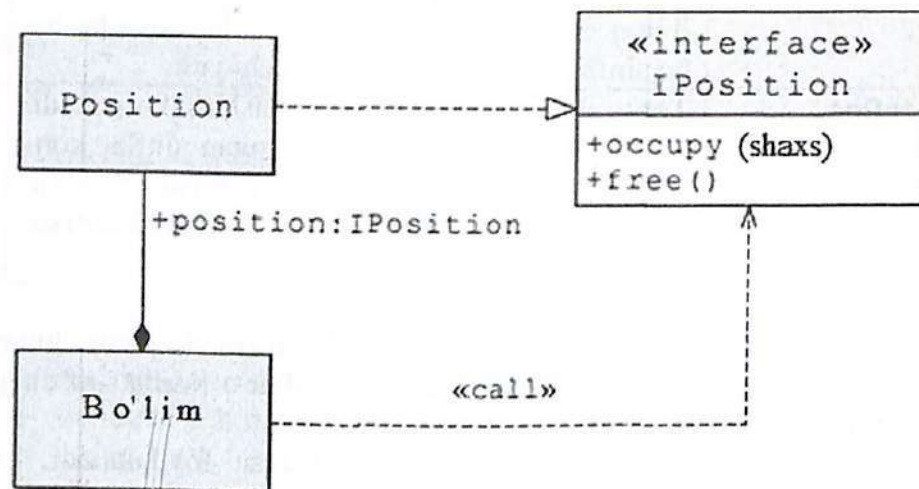 «interface»
IPosition
Position
+occupy (shaxs)
+free()
+position:IPosition
Bo'lim
«call»